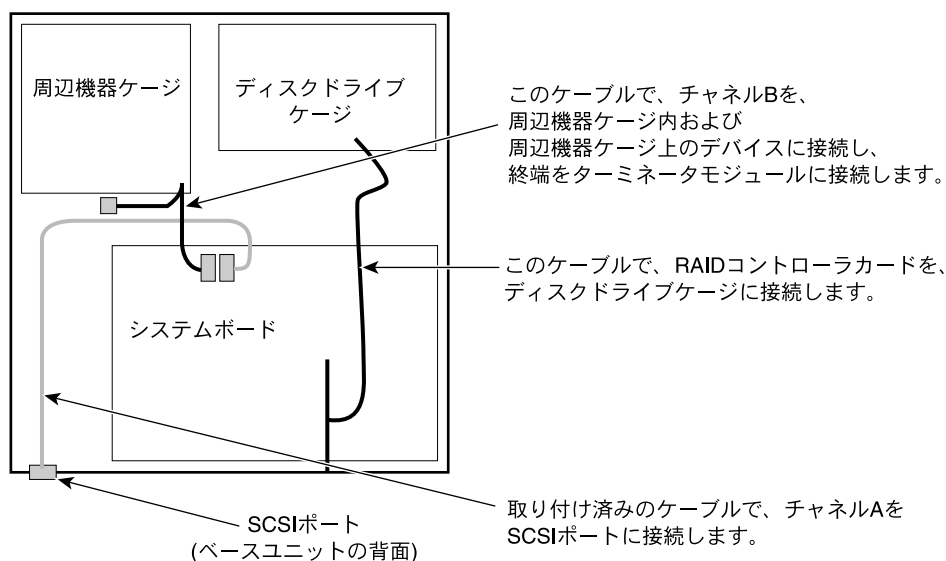 周辺機器ケージ
ディスクドライブ
ケージ
このケーブルで、チャネルBを、
周辺機器ケージ内および
周辺機器ケージ上のデバイスに接続し、
終端をターミネータモジュールに接続します。
このケーブルで、RAIDコントローラカードを、
ディスクドライブケージに接続します。
システムボード
取り付け済みのケーブルで、チャネルAを
SCSIポートに接続します。
SCSIポート
(ベースユニットの背面)